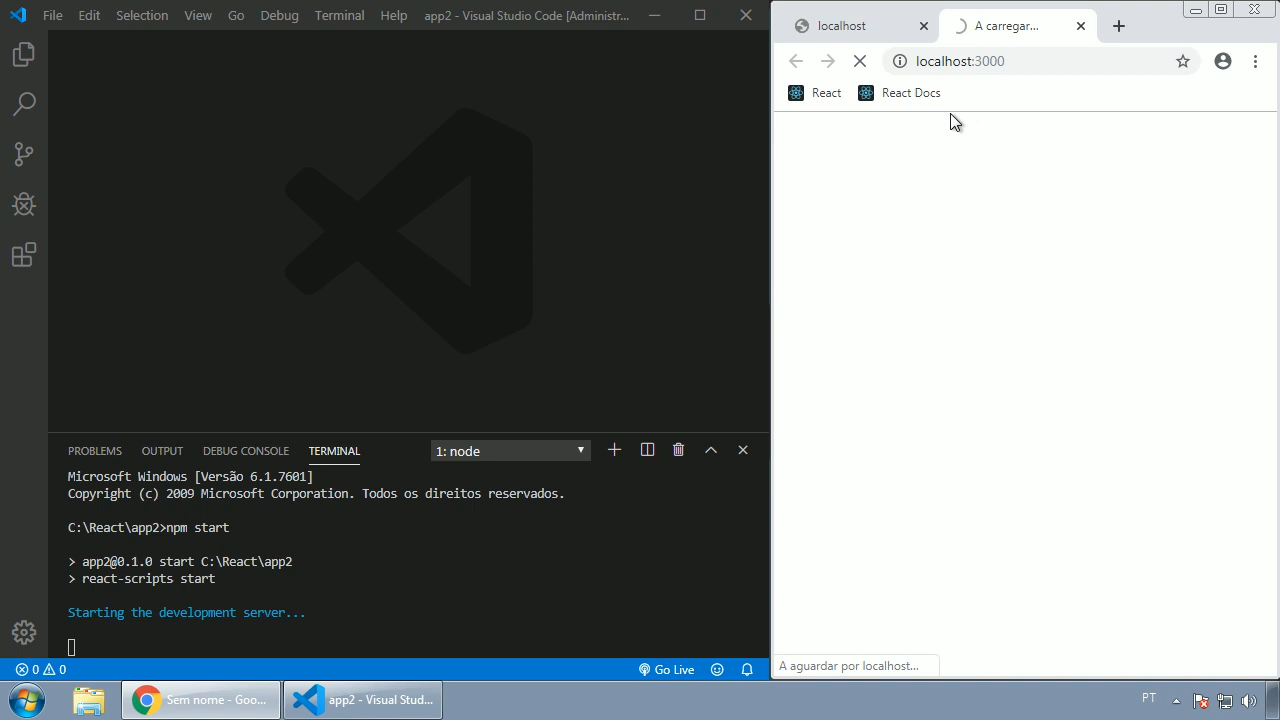 File Edit Selection View Go Debug Terminal Help app2 - Visual Studio Code [Administr...
PROBLEMS OUTPUT DEBUG CONSOLE TERMINAL 1: node
Microsoft Windows [Versão 6.1.7601]
Copyright (c) 2009 Microsoft Corporation. Todos os direitos reservados.
C:\React\app2>npm start
> app2@0.1.0 start C:\React\app2
> react-scripts start
Starting the development server...
0 0 Go Live
localhost A carregar...
localhost:3000
React React Docs
A aguardar por localhost...
Sem nome - Goo... app2 - Visual Stud... PT